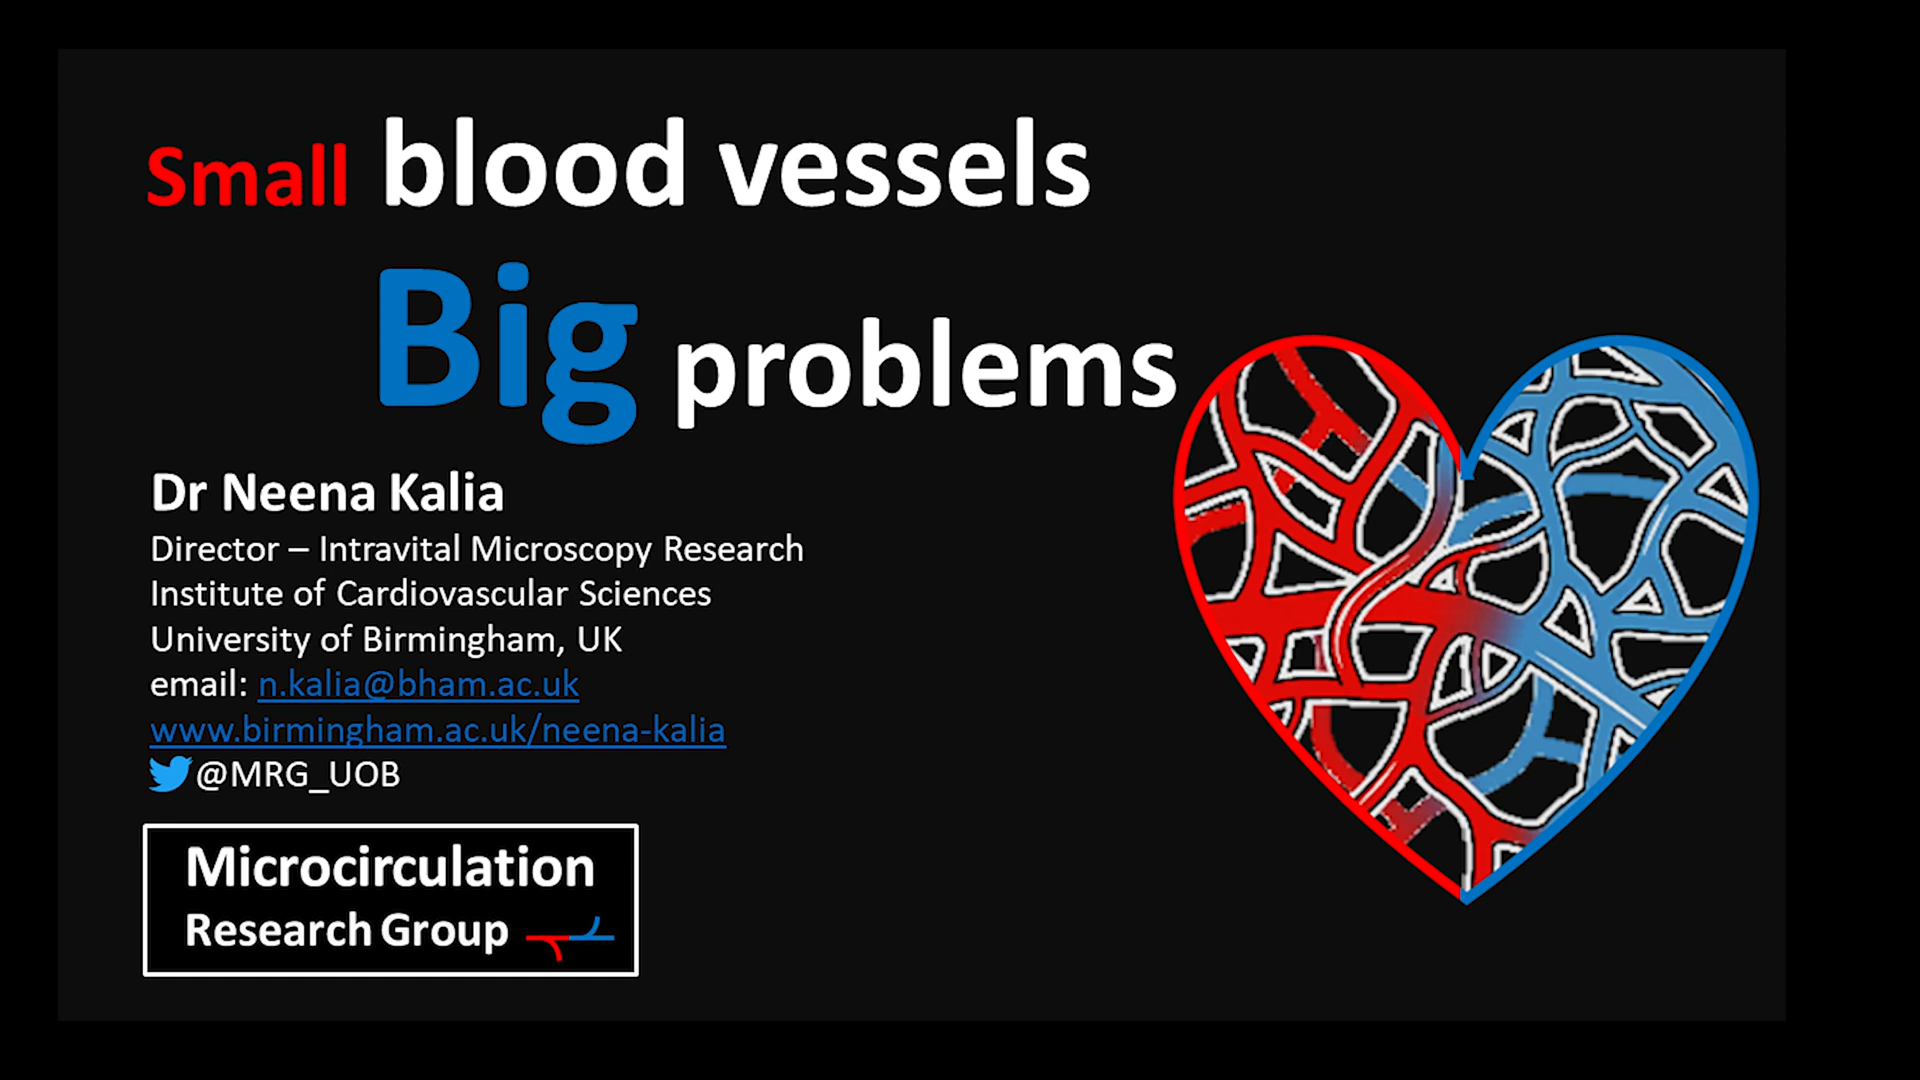 Small blood vessels
Big problems
Dr Neena Kalia
Director – Intravital Microscopy Research
Institute of Cardiovascular Sciences
University of Birmingham, UK
email: n.kalia@bham.ac.uk
www.birmingham.ac.uk/neena-kalia
@MRG_UOB
Microcirculation
Research Group